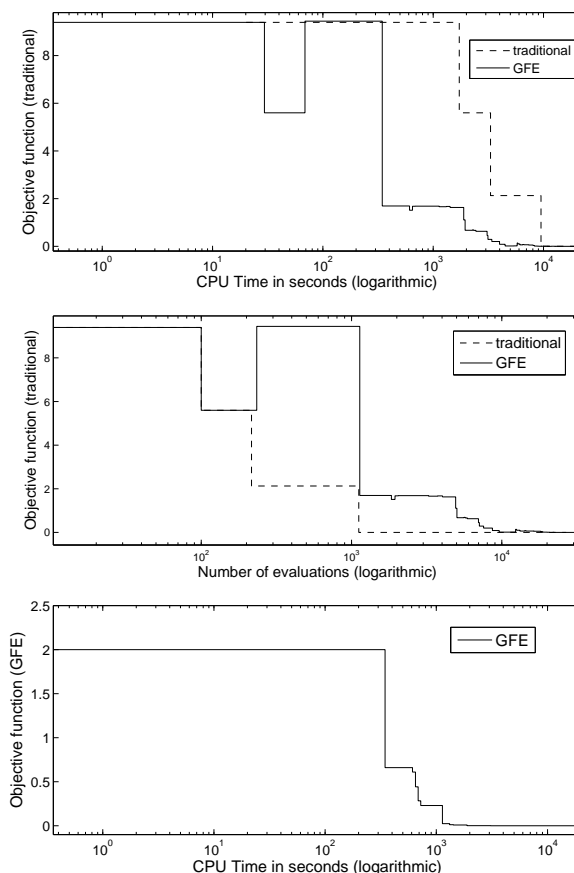 Objective function (traditional)
8
6
4
2
0
10^0
10^1
10^2
10^3
10^4
CPU Time in seconds (logarithmic)
traditional
GFE
Objective function (traditional)
8
6
4
2
0
10^2
10^3
10^4
Number of evaluations (logarithmic)
traditional
GFE
Objective function (GFE)
2.5
2
1.5
1
0.5
0
10^0
10^1
10^2
10^3
10^4
CPU Time in seconds (logarithmic)
GFE